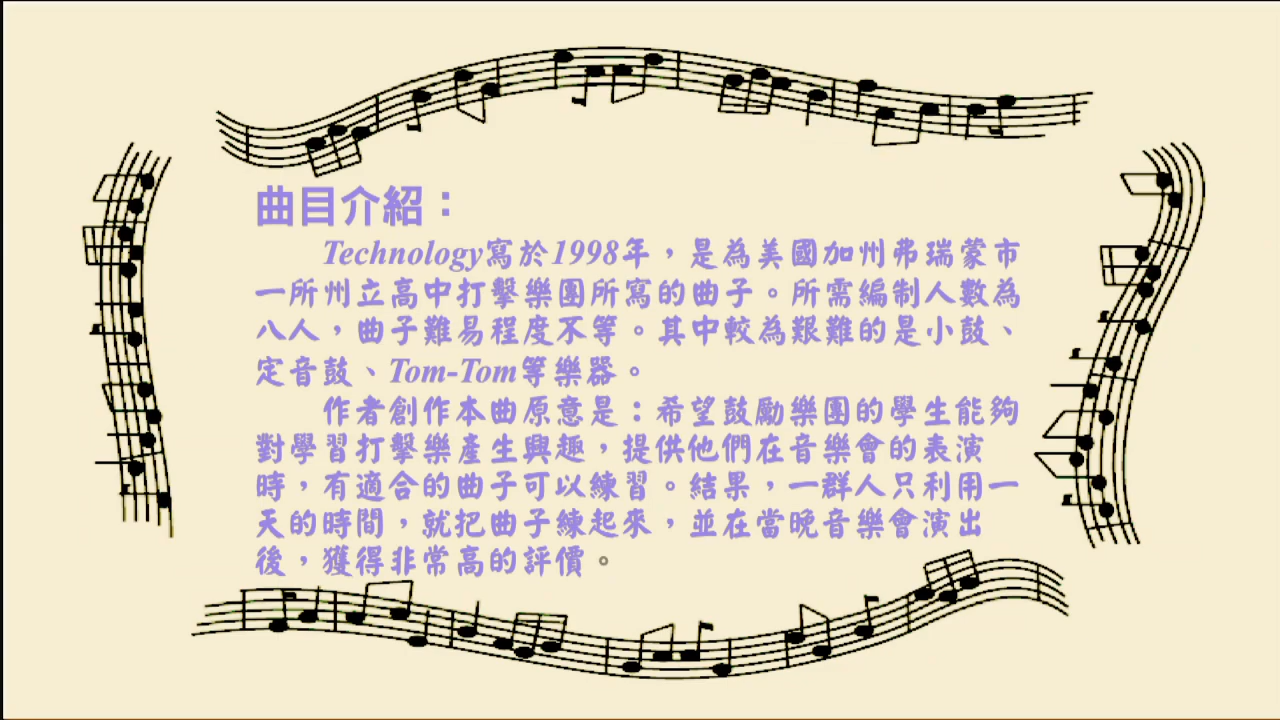 曲目介紹：
Technology寫於1998年，是為美國加州弗瑞蒙市
一所州立高中打擊樂團所寫的曲子。所需編制人數為
八人，曲子難易程度不等。其中較為艱難的是小鼓、
定音鼓、Tom-Tom等樂器。
作者創作本曲原意是：希望鼓勵樂團的學生能夠
對學習打擊樂產生興趣，提供他們在音樂會的表演
時，有適合的曲子可以練習。結果，一群人只利用一
天的時間，就把曲子練起來，並在當晚音樂會演出
後，獲得非常高的評價。